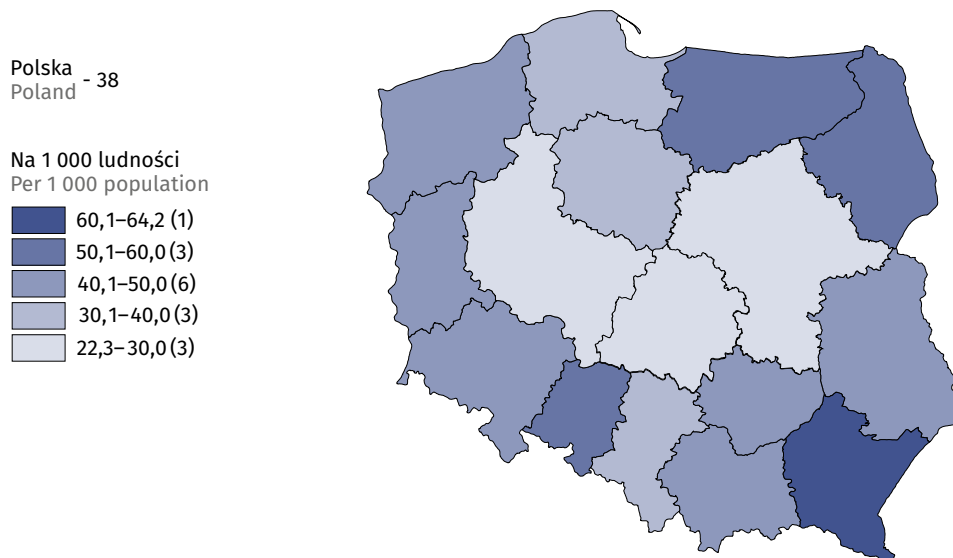 Polska
Poland - 38
Na 1 000 ludności
Per 1 000 population
60,1–64,2 (1)
50,1–60,0 (3)
40,1–50,0 (6)
30,1–40,0 (3)
22,3–30,0 (3)